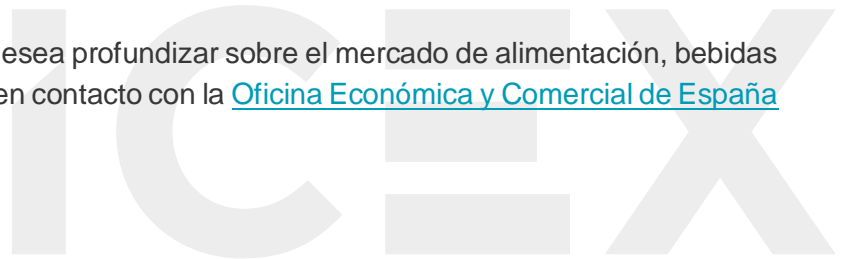 esea profundizar sobre el mercado de alimentación, bebidas
en contacto con la Oficina Económica y Comercial de España
ICEX